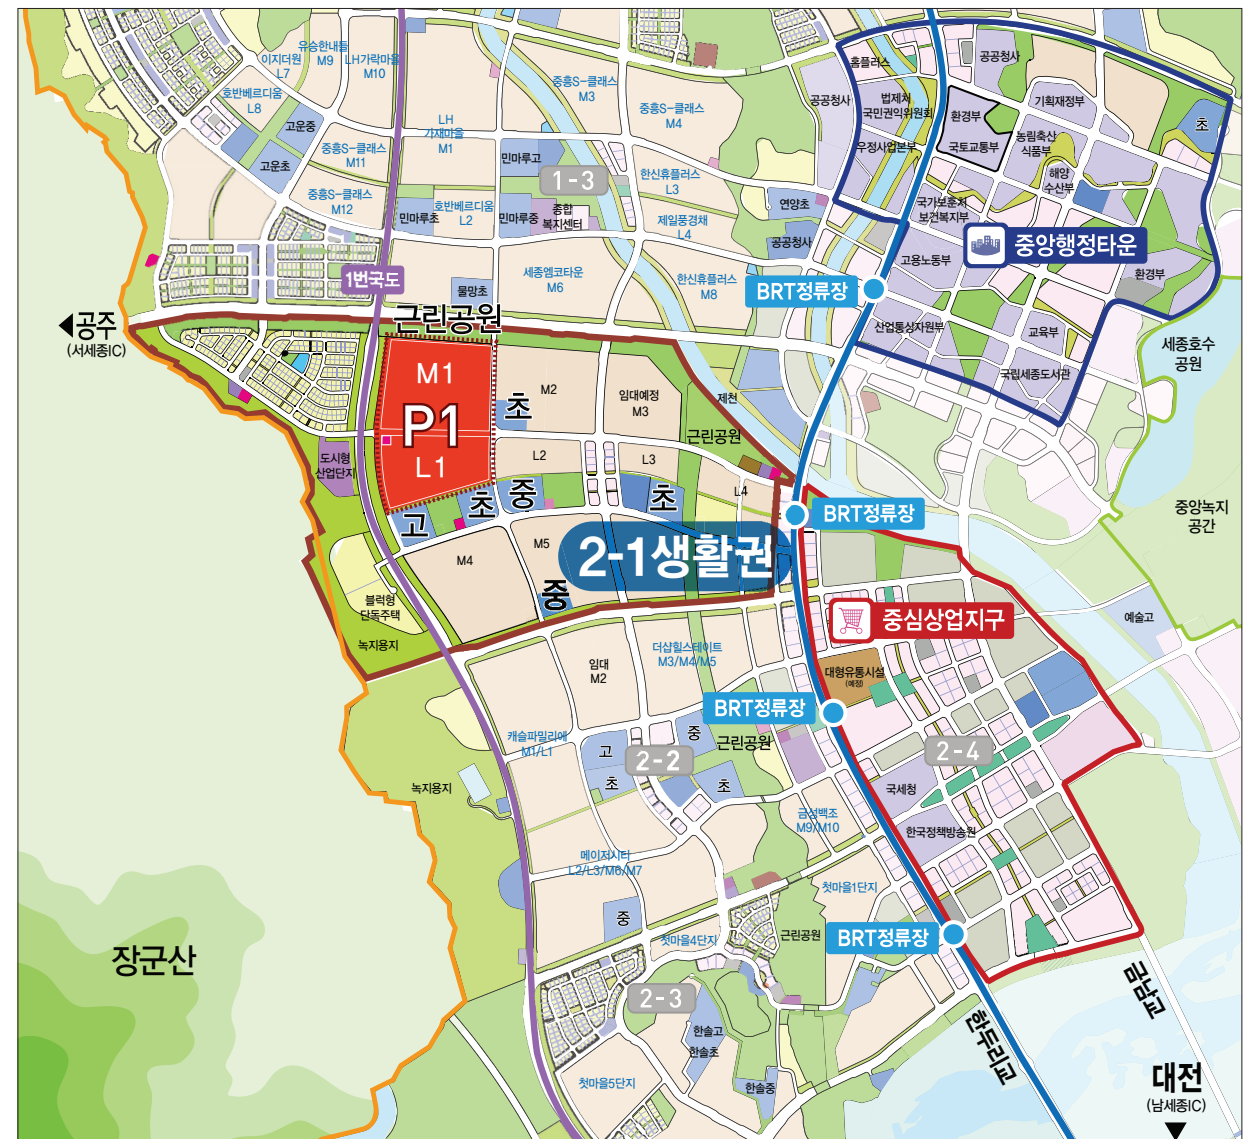 유승한내들
M9
이지더원
L7
LH가락마을
M10
호반베르디움
L8
고운중
고운초
중흥S-클래스
M11
중흥S-클래스
M12
LH
가재마을
M1
중흥S-클래스
M3
중흥S-클래스
M4
민마루고
1-3
한신휴플러스
L3
민마루초
호반베르디움
L2
민마루중
종합
복지센터
제일풍경채
L4
연양초
공공청사
세종엠코타운
M6
한신휴플러스
M8
물망초
1번국도
홈플러스
공공청사
공공청사
법제처
국민권익위원회
우정사업본부
환경부
국토교통부
기획재정부
농림축산
식품부
해양
수산부
초
국가보훈처
보건복지부
고용노동부
중앙행정타운
환경부
BRT정류장
산업통상자원부
교육부
국립세종도서관
세종호수
공원
공주
(서세종IC)
근린공원
M1
P1
L1
초
M2
임대예정
M3
제천
근린공원
L2
L3
L4
도시형
산업단지
고
초
중
초
M4
M5
중
2-1생활권
BRT정류장
중앙녹지
공간
블럭형
단독주택
녹지용지
중심상업지구
예술고
임대
M2
더샵힐스테이트
M3/M4/M5
대형유통시설
(예정)
BRT정류장
캐슬파밀리에
M1/L1
고
초
2-2
중
근린공원
초
2-4
국세청
한국정책방송원
녹지용지
금성백조
M9/M10
메이저시티
L2/L3/M6/M7
중
첫마을1단지
첫마을4단지
근린공원
BRT정류장
장군산
2-3
한솔고
한솔초
한솔중
첫마을5단지
금남교
한두리교
대전
(남세종IC)